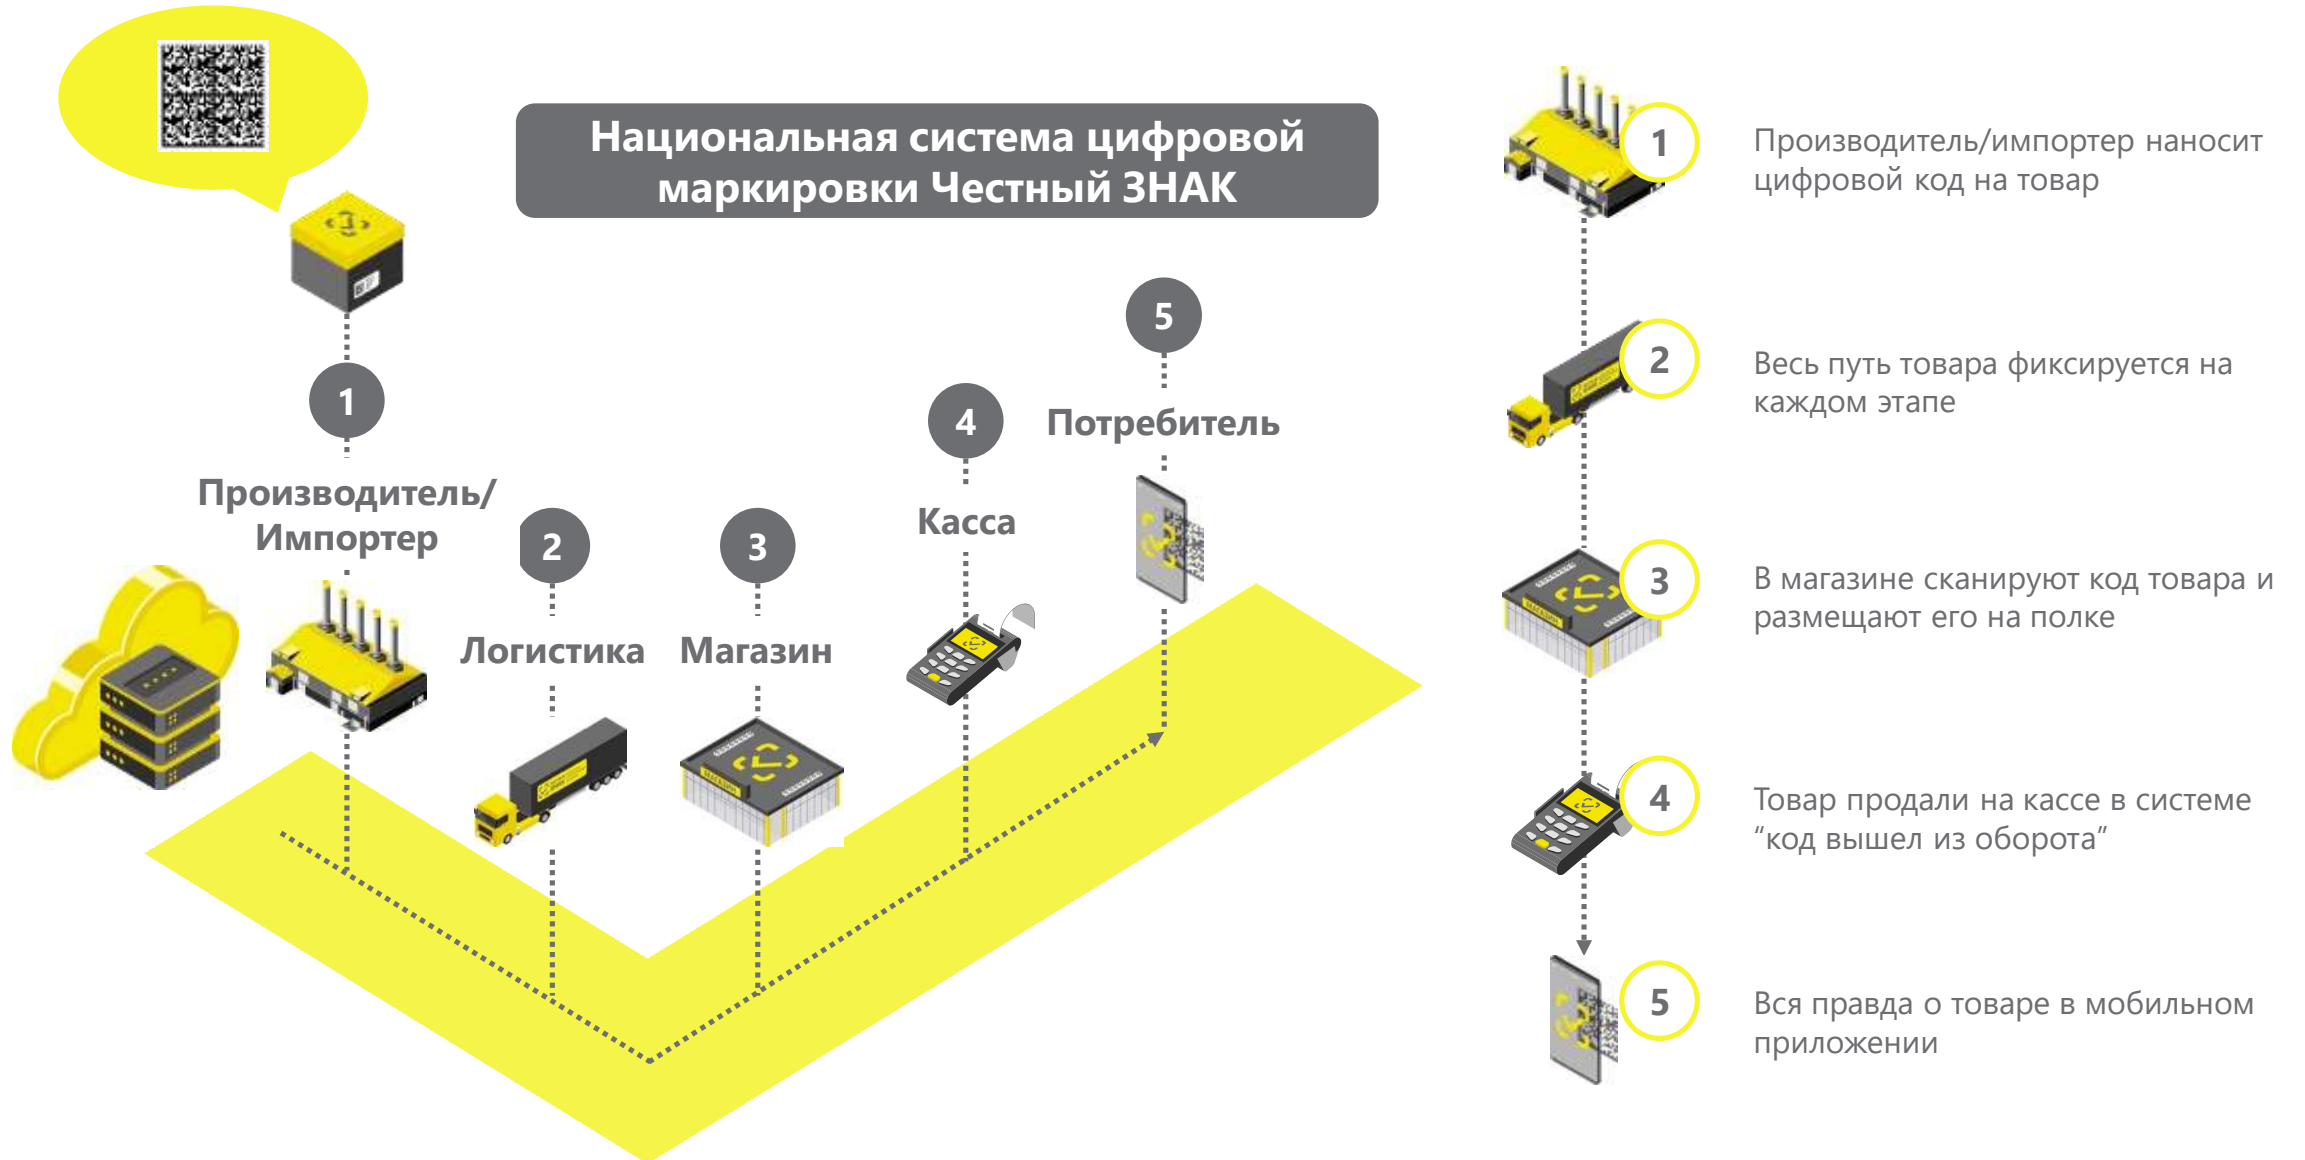 Национальная система цифровой
маркировки Честный ЗНАК
1
Производитель/
Импортер
2
Логистика
3
Магазин
4
Касса
5
Потребитель
МАГАЗИН
1
Производитель/импортер наносит
цифровой код на товар
2
Весь путь товара фиксируется на
каждом этапе
3
В магазине сканируют код товара и
размещают его на полке
МАГАЗИН
4
Товар продали на кассе в системе
“код вышел из оборота”
5
Вся правда о товаре в мобильном
приложении